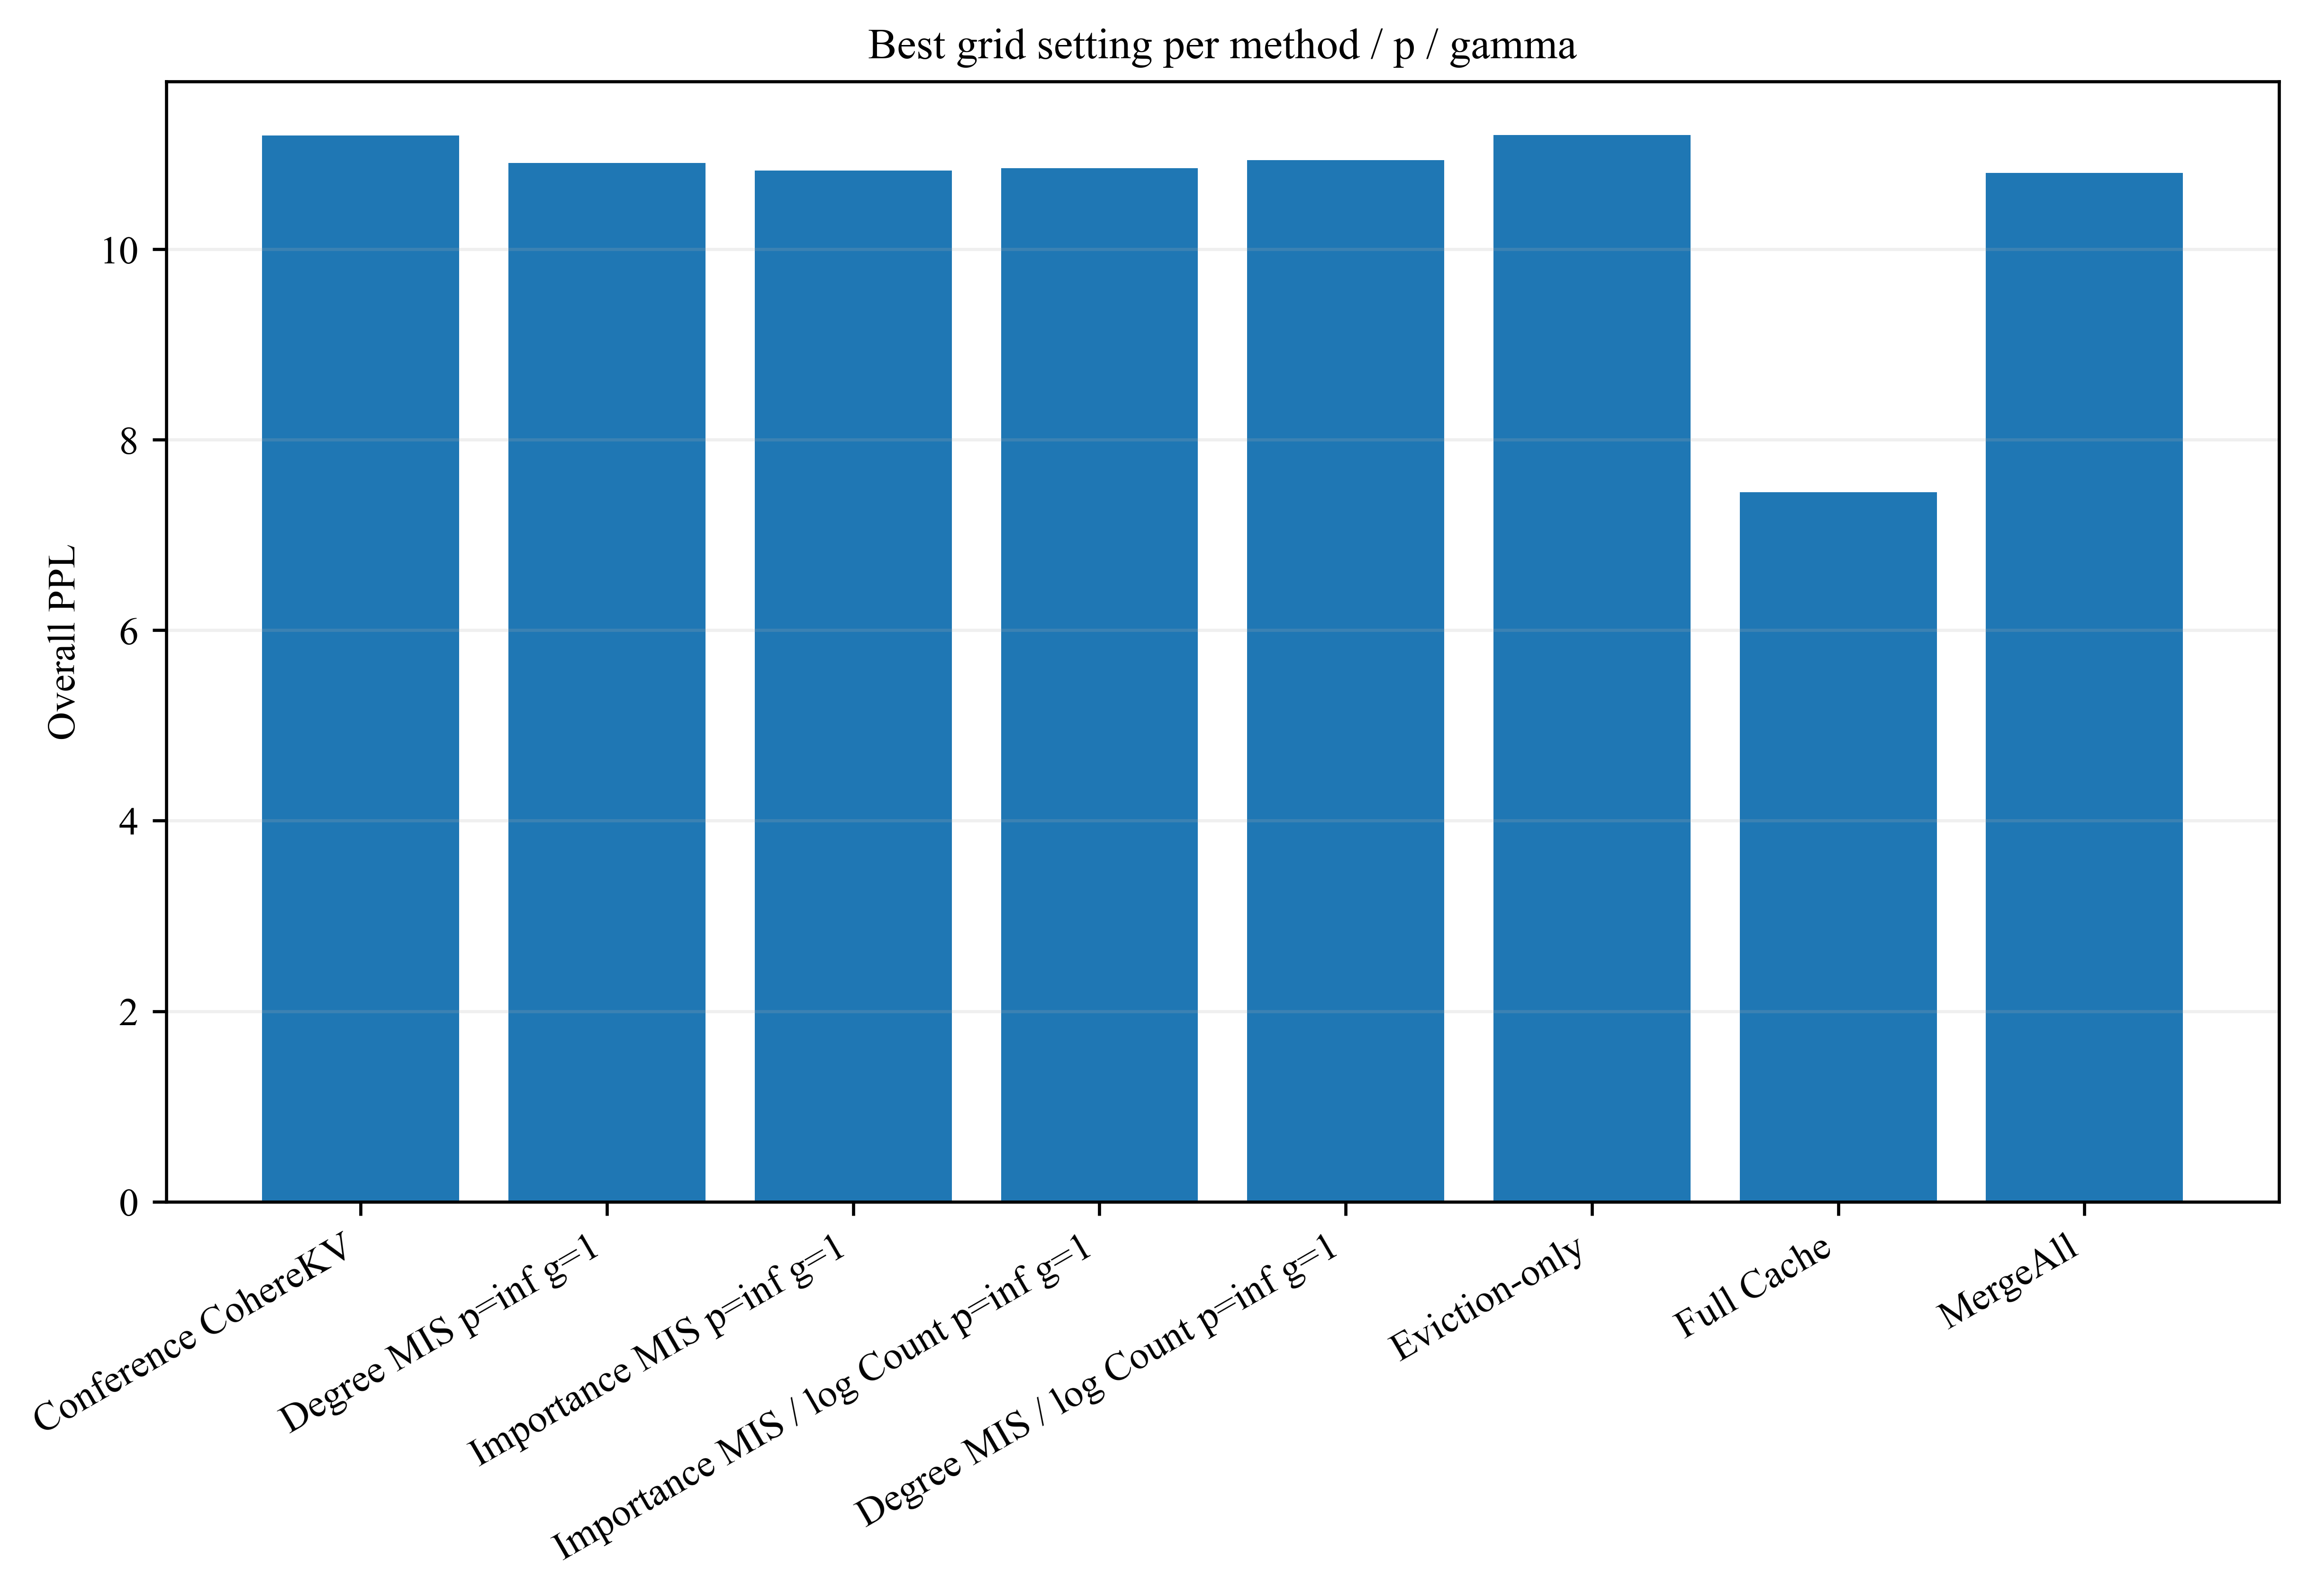 Best grid setting per method / p / gamma
Overall PPL
10
8
6
4
2
0
Conference CohereKV
Degree MIS p=inf g=1
Importance MIS p=inf g=1
Importance MIS / log Count p=inf g=1
Degree MIS / log Count p=inf g=1
Eviction-only
Full Cache
MergeAll